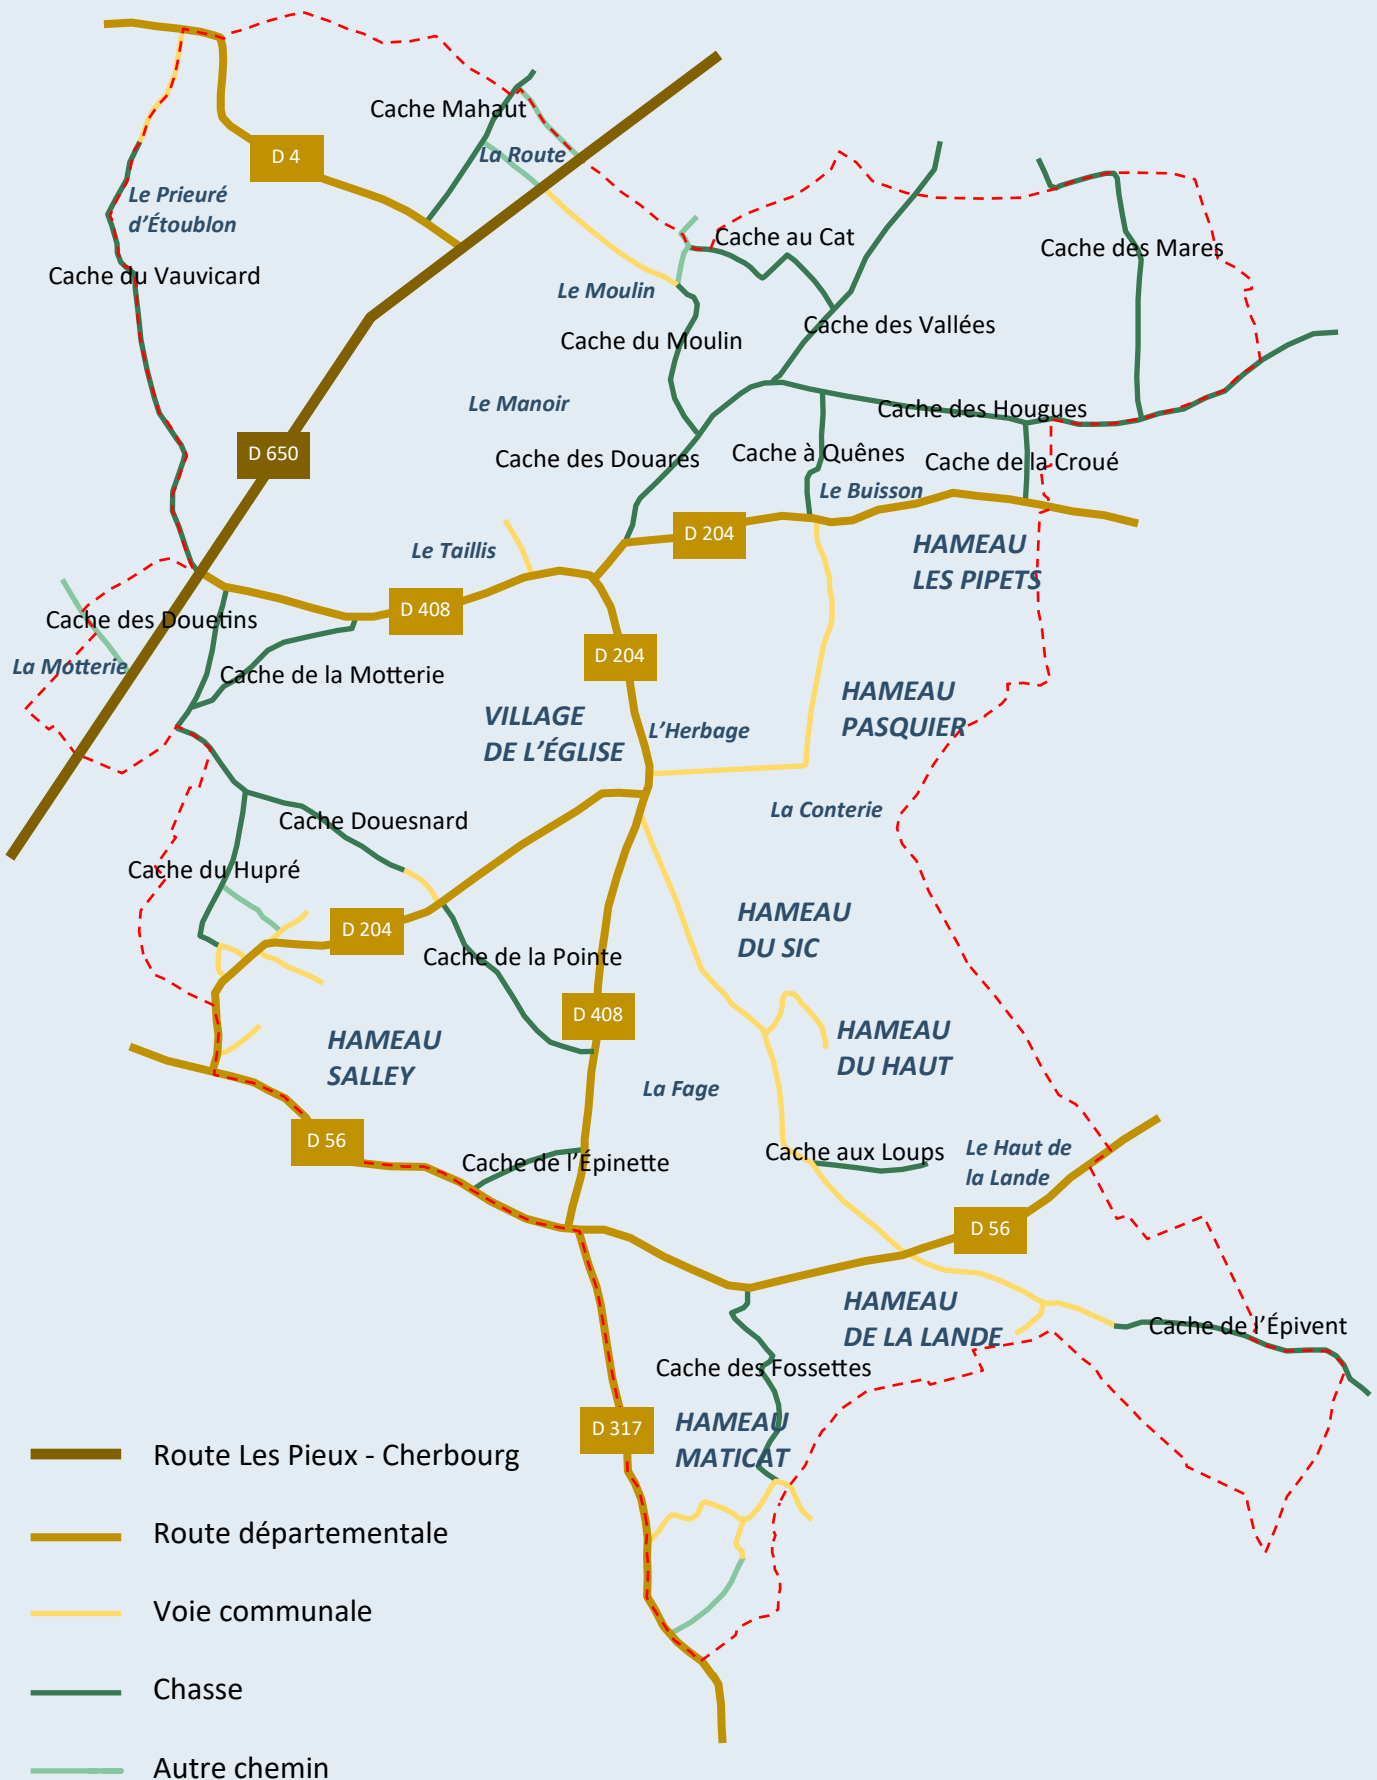 Cache Mahaut
D 4
La Route
Le Prieuré
d'Étoublon
Cache au Cat
Cache des Mares
Cache du Vauvicard
Le Moulin
Cache des Vallées
Cache du Moulin
Le Manoir
Cache des Hougues
D 650
Cache des Douares
Cache à Quênes
Cache de la Croué
Le Buisson
D 204
Le Taillis
HAMEAU
LES PIPETS
Cache des Douetins
D 408
D 204
La Motterie
Cache de la Motterie
HAMEAU
PASQUIER
VILLAGE
DE L’ÉGLISE
L’Herbage
La Conterie
Cache Douesnard
Cache du Hupré
HAMEAU
DU SIC
D 204
Cache de la Pointe
D 408
HAMEAU
SALLEY
HAMEAU
DU HAUT
La Fage
D 56
Cache de l’Épinette
Cache aux Loups
Le Haut de
la Lande
D 56
HAMEAU
DE LA LANDE
Cache de l’Épivent
Cache des Fossettes
D 317
HAMEAU
MATICAT
Route Les Pieux - Cherbourg
Route départementale
Voie communale
Chasse
Autre chemin